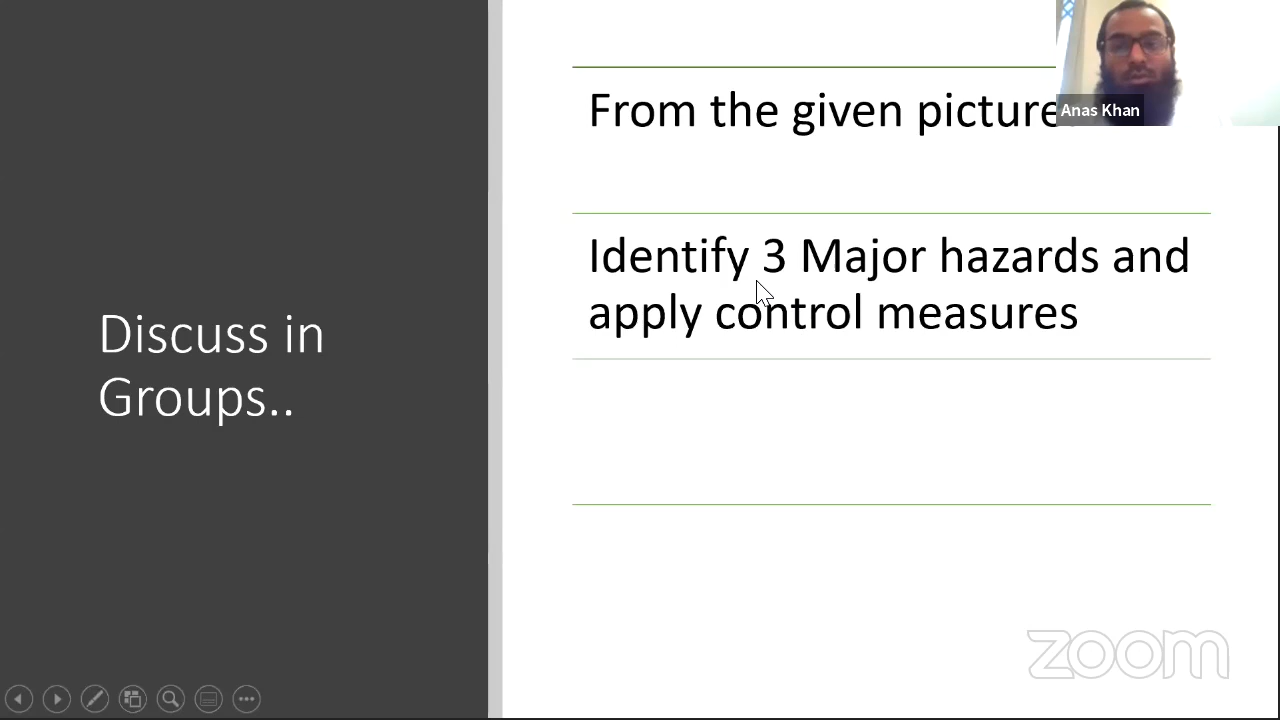 From the given picture
Anas Khan
Identify 3 Major hazards and
apply control measures
Discuss in
Groups..
zoom